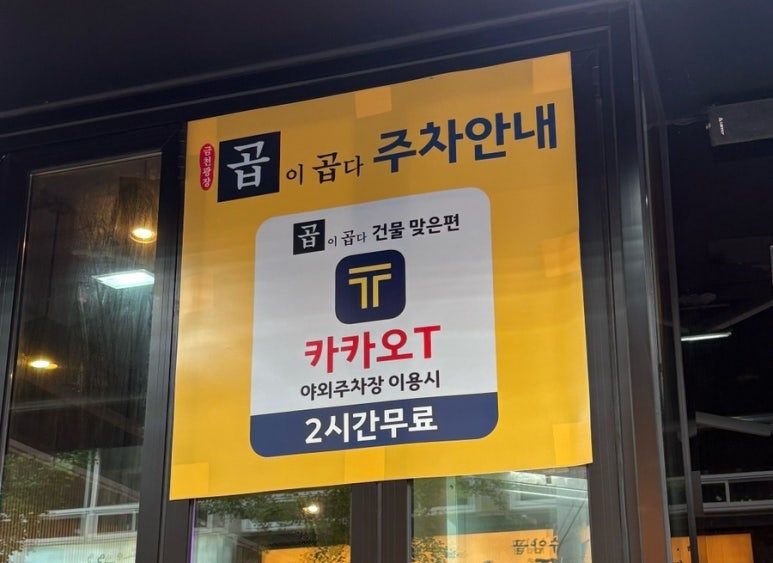 금천광장
곱이 곱다 주차안내
곱이 곱다 건물 맞은편
카카오T
야외주차장 이용시
2시간무료